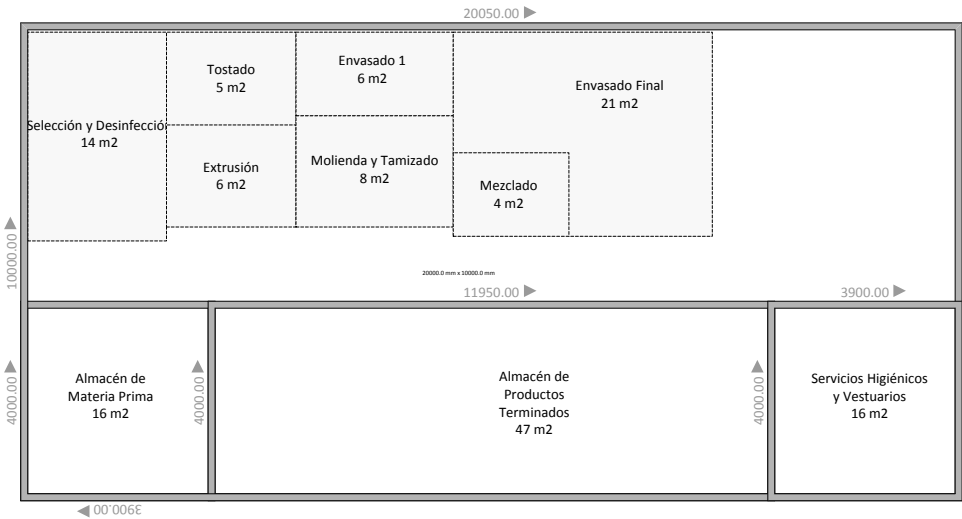 20050.00
Tostado
5 m2
Envasado 1
6 m2
Envasado Final
21 m2
Selección y Desinfecció
14 m2
Extrusión
6 m2
Molienda y Tamizado
8 m2
Mezclado
4 m2
10000.00
20000.0 mm x 10000.0 mm
11950.00
3900.00
4000.00
Almacén de
Materia Prima
16 m2
4000.00
Almacén de
Productos
Terminados
47 m2
4000.00
Servicios Higiénicos
y Vestuarios
16 m2
3900.00